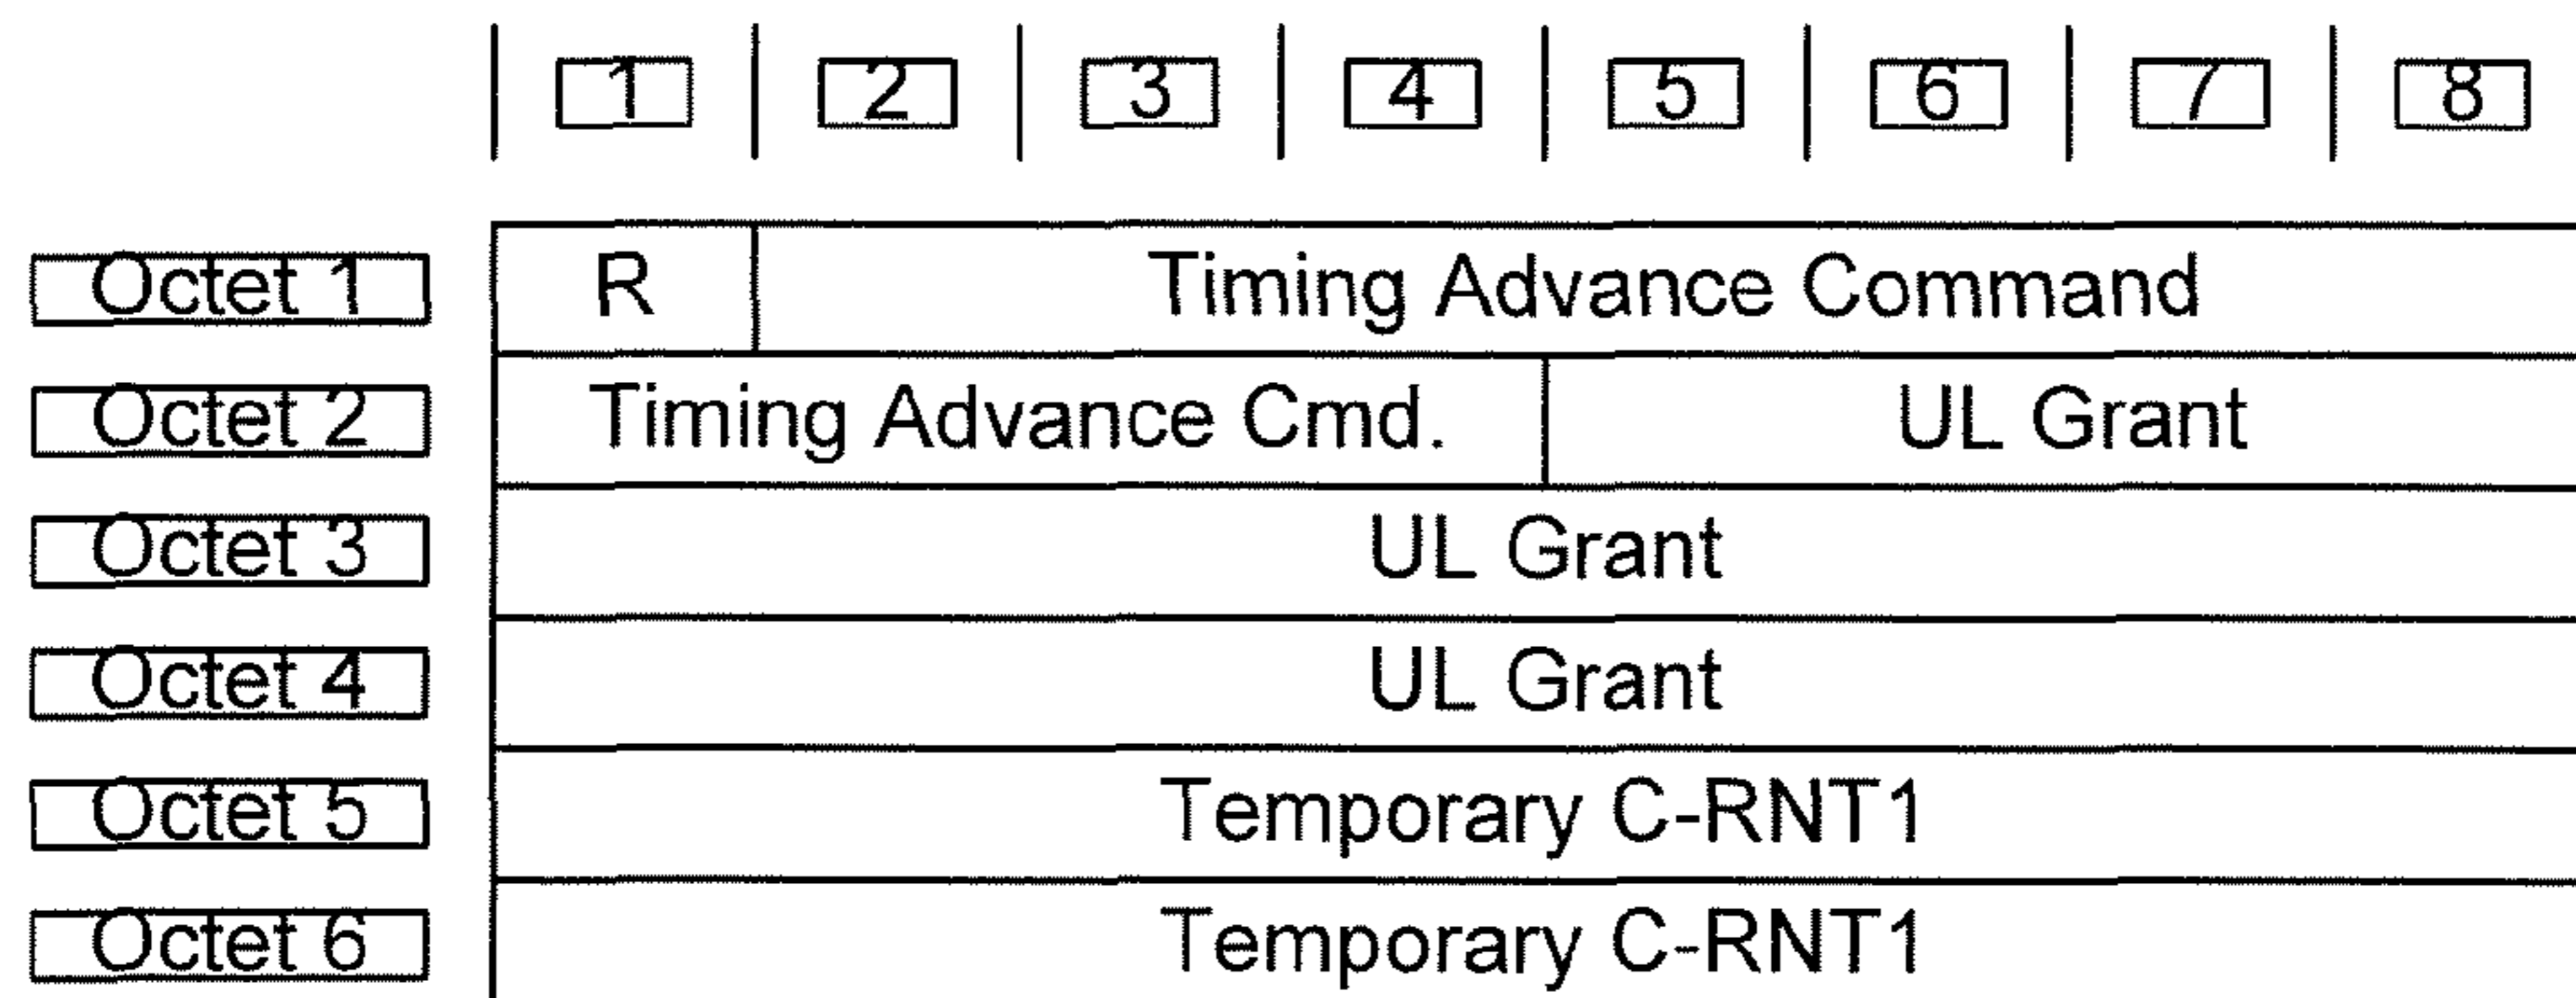 1 2 3 4 5 6 7 8
Octet 1 R Timing Advance Command
Octet 2 Timing Advance Cmd. UL Grant
Octet 3 UL Grant
Octet 4 UL Grant
Octet 5 Temporary C-RNT1
Octet 6 Temporary C-RNT1